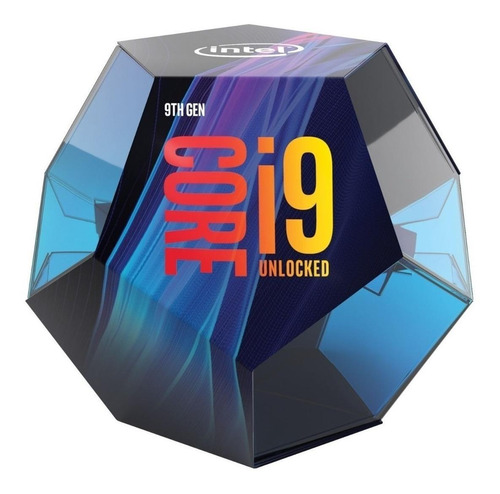 intel
9TH GEN
CORE
i9
UNLOCKED